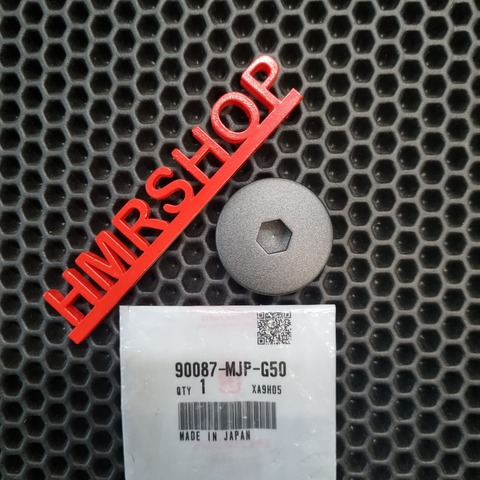 HMRSHOP
90087-MJP-G50
QTY 1 XA9H05
MADE IN JAPAN